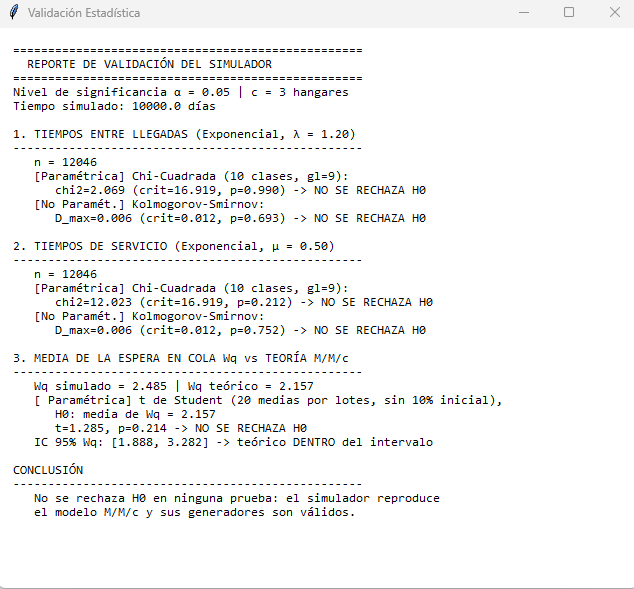 Validación Estadística
==================================================
REPORTE DE VALIDACIÓN DEL SIMULADOR
==================================================
Nivel de significancia α = 0.05 | c = 3 hangares
Tiempo simulado: 10000.0 días
1. TIEMPOS ENTRE LLEGADAS (Exponencial, λ = 1.20)
--------------------------------------------------
n = 12046
[Paramétrica] Chi-Cuadrada (10 clases, gl=9):
chi2=2.069 (crit=16.919, p=0.990) -> NO SE RECHAZA H0
[No Paramét.] Kolmogorov-Smirnov:
D_max=0.006 (crit=0.012, p=0.693) -> NO SE RECHAZA H0
2. TIEMPOS DE SERVICIO (Exponencial, μ = 0.50)
--------------------------------------------------
n = 12046
[Paramétrica] Chi-Cuadrada (10 clases, gl=9):
chi2=12.023 (crit=16.919, p=0.212) -> NO SE RECHAZA H0
[No Paramét.] Kolmogorov-Smirnov:
D_max=0.006 (crit=0.012, p=0.752) -> NO SE RECHAZA H0
3. MEDIA DE LA ESPERA EN COLA Wq vs TEORÍA M/M/c
--------------------------------------------------
Wq simulado = 2.485 | Wq teórico = 2.157
[ Paramétrica] t de Student (20 medias por lotes, sin 10% inicial),
H0: media de Wq = 2.157
t=1.285, p=0.214 -> NO SE RECHAZA H0
IC 95% Wq: [1.888, 3.282] -> teórico DENTRO del intervalo
CONCLUSIÓN
--------------------------------------------------
No se rechaza H0 en ninguna prueba: el simulador reproduce
el modelo M/M/c y sus generadores son válidos.